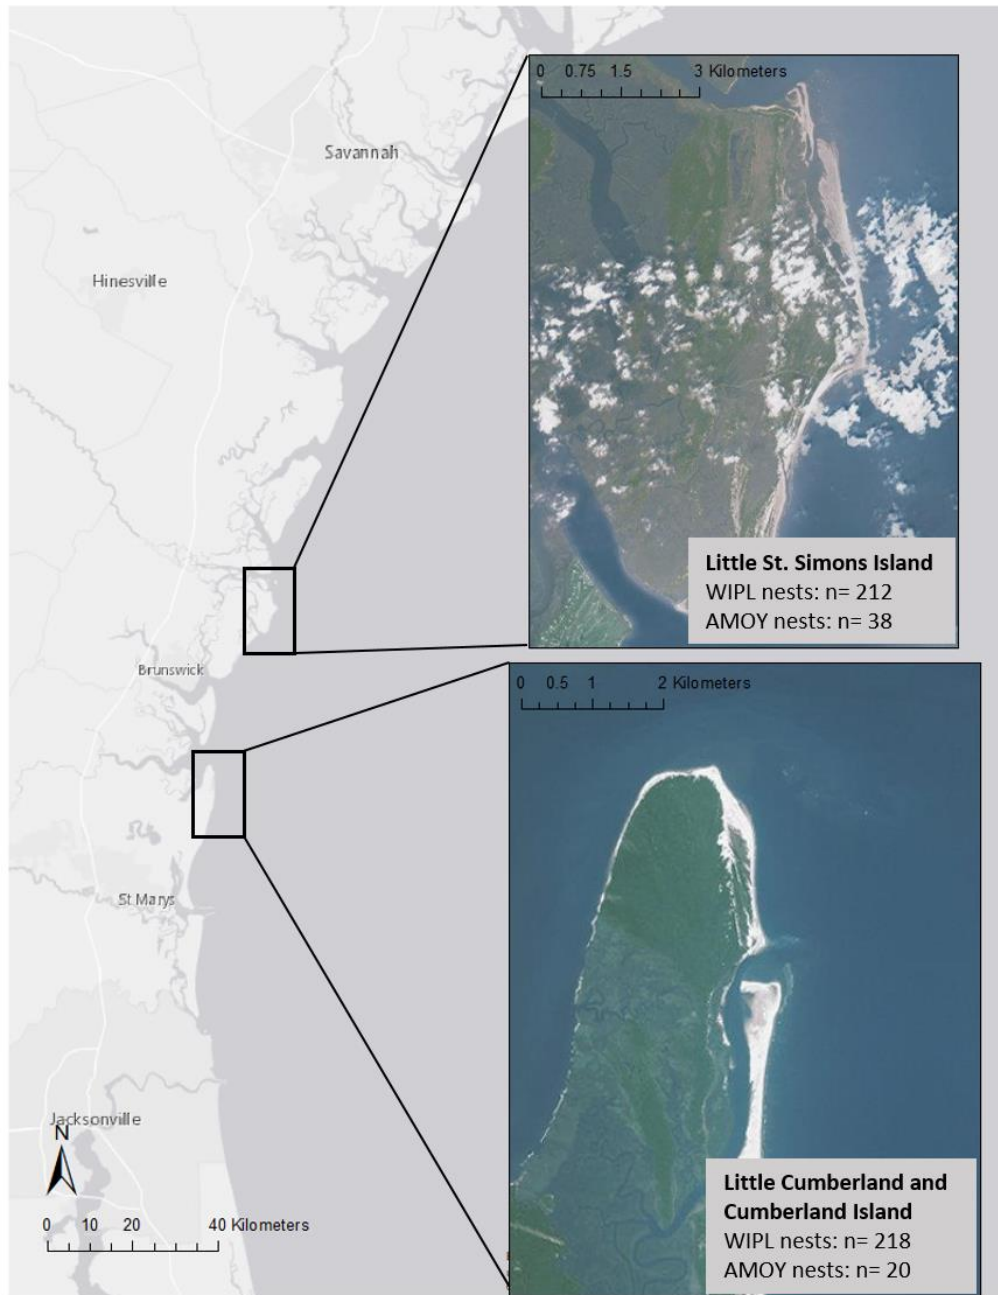 Savannah
Hinesville
Brunswick
St Marys
Jacksonville
N
0 10 20 40 Kilometers
0 0.75 1.5 3 Kilometers
Little St. Simons Island
WIPL nests: n= 212
AMOY nests: n= 38
0 0.5 1 2 Kilometers
Little Cumberland and
Cumberland Island
WIPL nests: n= 218
AMOY nests: n= 20